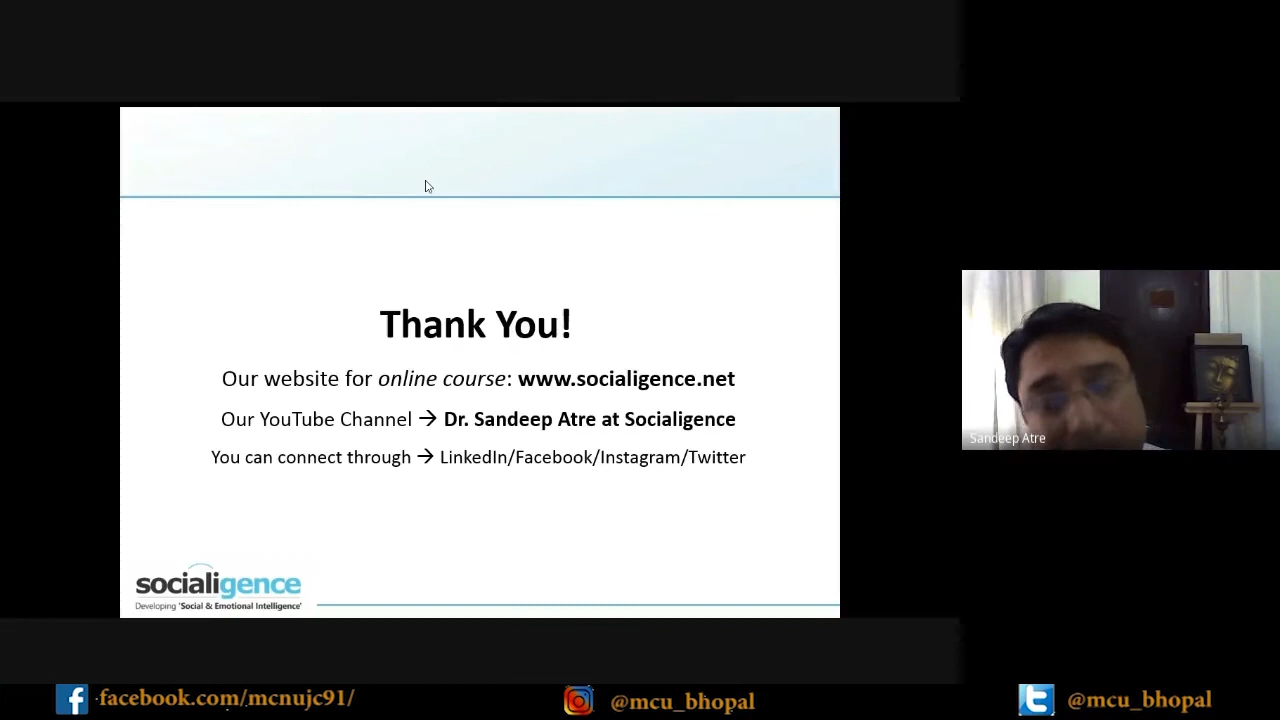 Thank You!
Our website for online course: www.socialigence.net
Our YouTube Channel → Dr. Sandeep Atre at Socialigence
You can connect through → LinkedIn/Facebook/Instagram/Twitter
socialigence
Developing 'Social & Emotional Intelligence'
Sandeep Atre
facebook.com/mcnujc91/
@mcu_bhopal
@mcu_bhopal